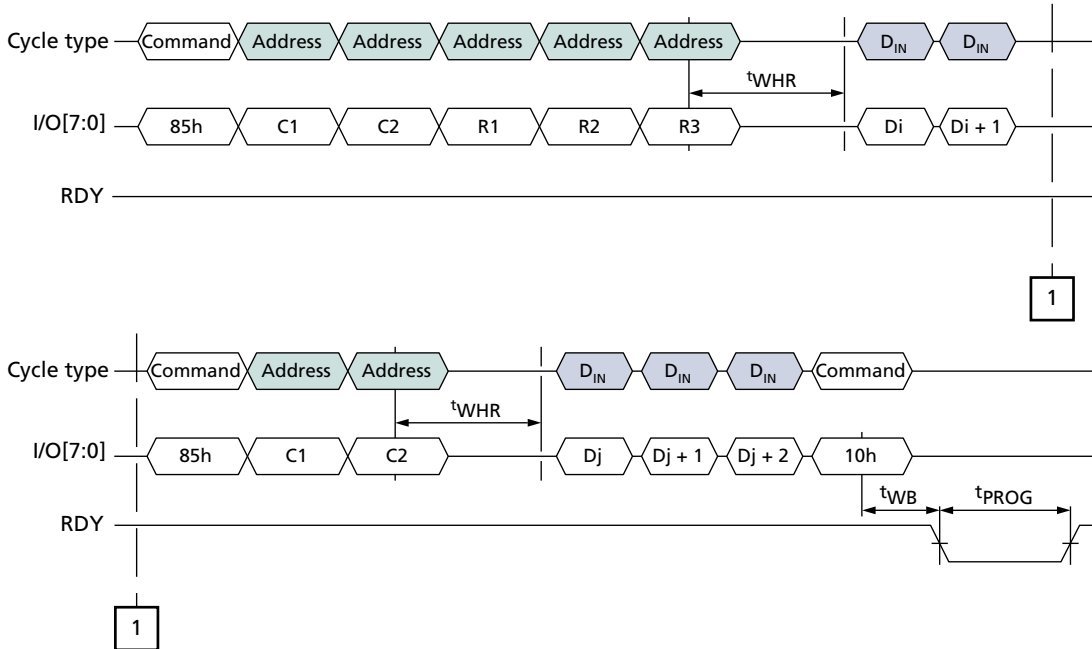 Cycle type Command Address Address Address Address Address DIN DIN
tWHR
I/O[7:0] 85h C1 C2 R1 R2 R3 Di Di + 1
RDY
1
Cycle type Command Address Address DIN DIN DIN Command
tWHR
I/O[7:0] 85h C1 C2 Dj Dj + 1 Dj + 2 10h
tWB tPROG
RDY
1